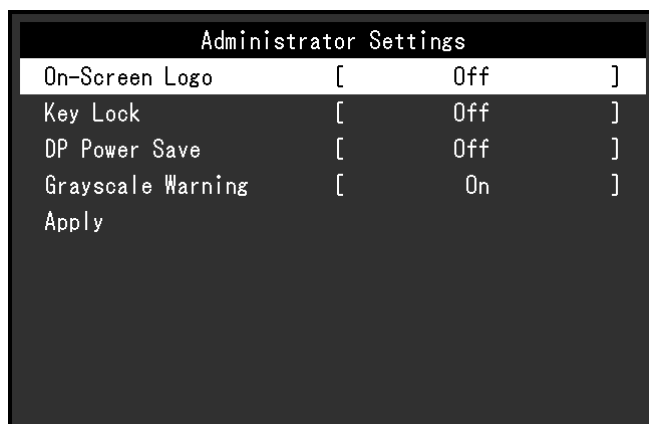 Administrator Settings
On-Screen Logo [ Off ]
Key Lock [ Off ]
DP Power Save [ Off ]
Grayscale Warning [ On ]
Apply